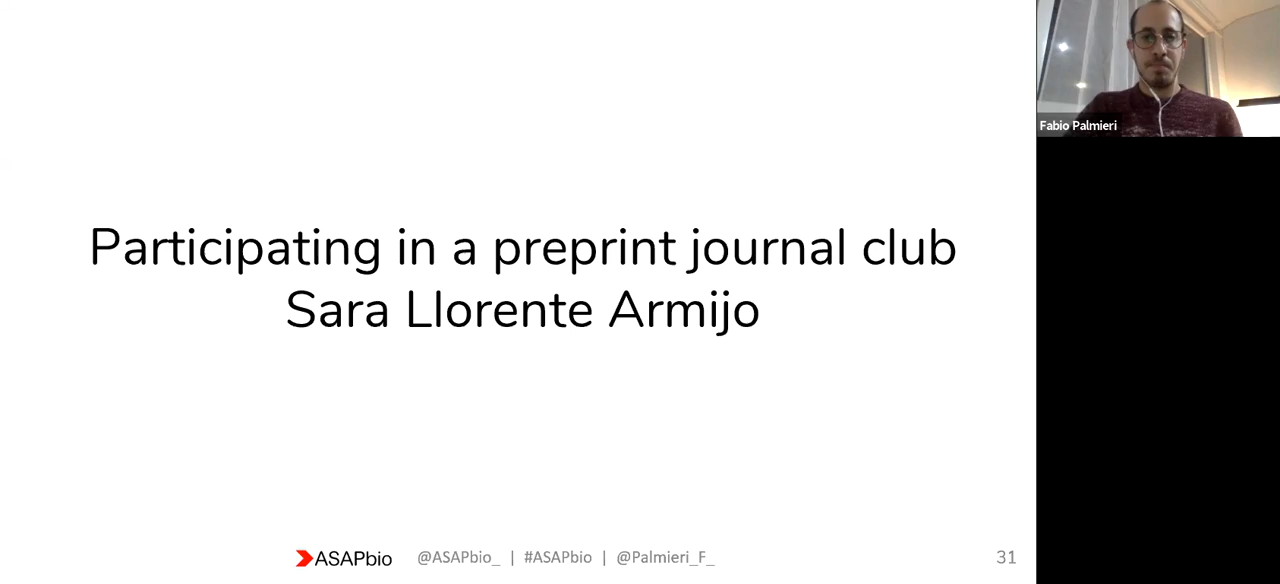 Participating in a preprint journal club
Sara Llorente Armijo
Fabio Palmieri
ASAPbio @ASAPbio_ | #ASAPbio | @Palmieri_F_ 31